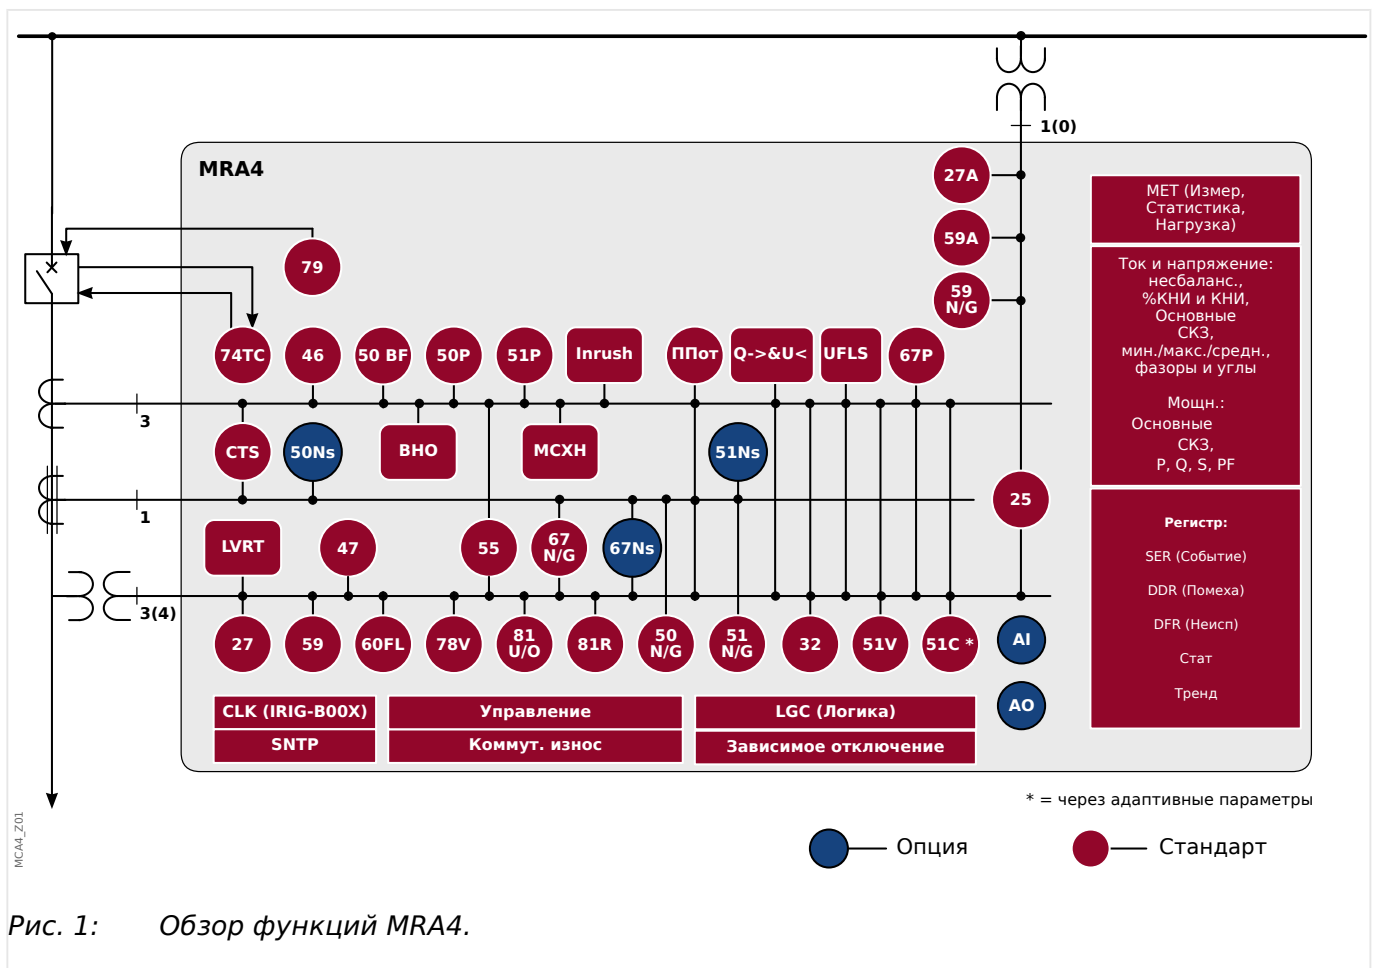 1(0)
MRA4
27A
59A
59
N/G
79
74TC
46
50 BF
50P
51P
Inrush
ППот
Q->&U<
UFLS
67P
3
CTS
50Ns
ВНО
МСХН
51Ns
25
1
LVRT
47
55
67
N/G
67Ns
3(4)
27
59
60FL
78V
81
U/O
81R
50
N/G
51
N/G
32
51V
51C *
AI
AO
CLK (IRIG-B00X)
SNTP
Управление
Коммут. износ
LGC (Логика)
Зависимое отключение
МЕТ (Измер,
Статистика,
Нагрузка)
Ток и напряжение:
несбаланс.,
%КНИ и КНИ,
Основные
СКЗ,
мин./макс./средн.,
фазоры и углы
Мощн.:
Основные
СКЗ,
P, Q, S, PF
Регистр:
SER (Событие)
DDR (Помеха)
DFR (Неисп)
Стат
Тренд
* = через адаптивные параметры
Опция
Стандарт
MCA4_Z01
Рис. 1: Обзор функций MRA4.